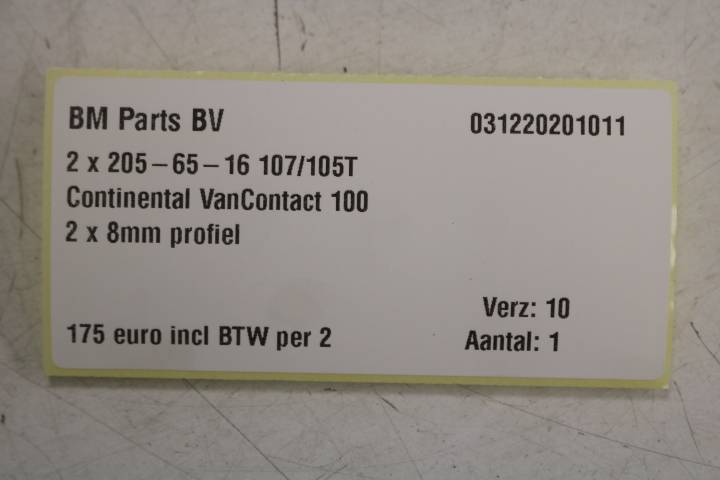 BM Parts BV 031220201011
2 x 205-65-16 107/105T
Continental VanContact 100
2 x 8mm profiel
Verz: 10
175 euro incl BTW per 2 Aantal: 1